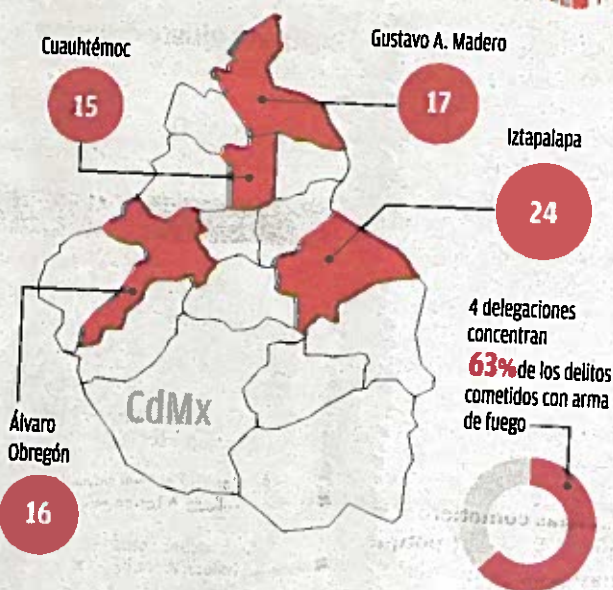 Cuauhtémoc
15
Gustavo A. Madero
17
Iztapalapa
24
4 delegaciones
concentran
63% de los delitos
cometidos con arma
de fuego
CdMx
Álvaro
Obregón
16